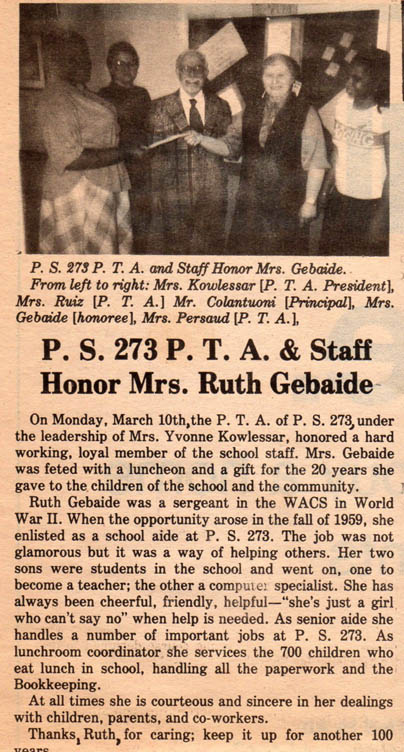 P. S. 273 P. T. A. and Staff Honor Mrs. Gebaide.
From left to right: Mrs. Kowlessar [P. T. A. President],
Mrs. Ruiz [P. T. A.] Mr. Colantuoni [Principal], Mrs.
Gebaide [honoree], Mrs. Persaud [P. T. A.],
P. S. 273 P. T. A. & Staff
Honor Mrs. Ruth Gebaide
On Monday, March 10th, the P. T. A. of P. S. 273, under
the leadership of Mrs. Yvonne Kowlessar, honored a hard
working, loyal member of the school staff. Mrs. Gebaide
was feted with a luncheon and a gift for the 20 years she
gave to the children of the school and the community.
Ruth Gebaide was a sergeant in the WACS in World
War II. When the opportunity arose in the fall of 1959, she
enlisted as a school aide at P. S. 273. The job was not
glamorous but it was a way of helping others. Her two
sons were students in the school and went on, one to
become a teacher; the other a computer specialist. She has
always been cheerful, friendly, helpful—“she's just a girl
who can't say no” when help is needed. As senior aide she
handles a number of important jobs at P. S. 273. As
lunchroom coordinator she services the 700 children who
eat lunch in school, handling all the paperwork and the
Bookkeeping.
At all times she is courteous and sincere in her dealings
with children, parents, and co-workers.
Thanks, Ruth, for caring; keep it up for another 100
years.